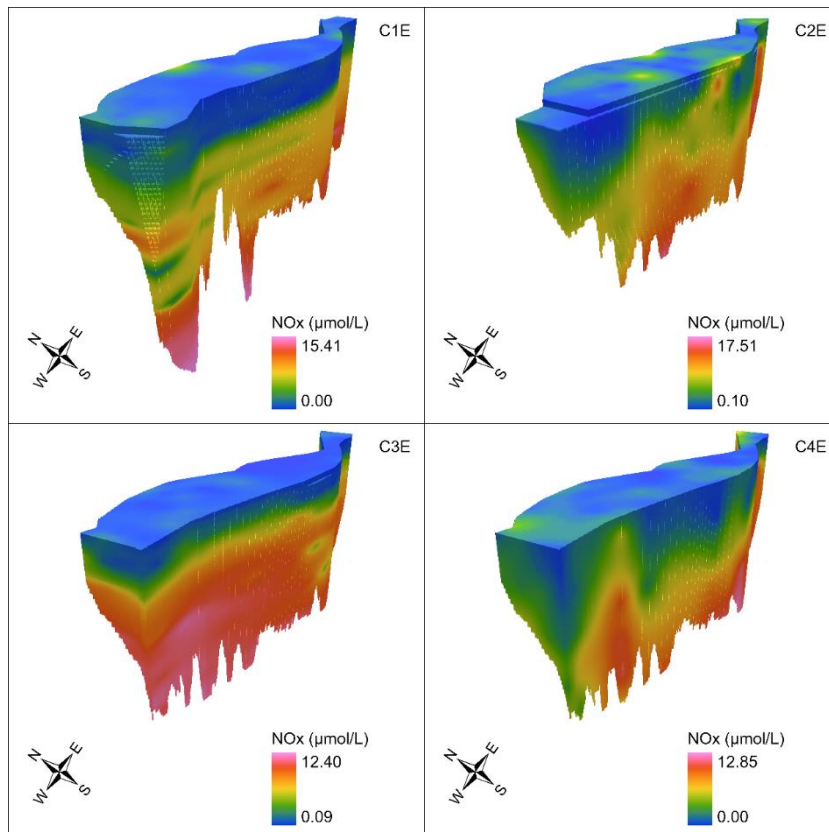 C1E
N
E
W
S
NOx (µmol/L)
15.41
0.00
C2E
N
E
W
S
NOx (µmol/L)
17.51
0.10
C3E
N
E
W
S
NOx (µmol/L)
12.40
0.09
C4E
N
E
W
S
NOx (µmol/L)
12.85
0.00